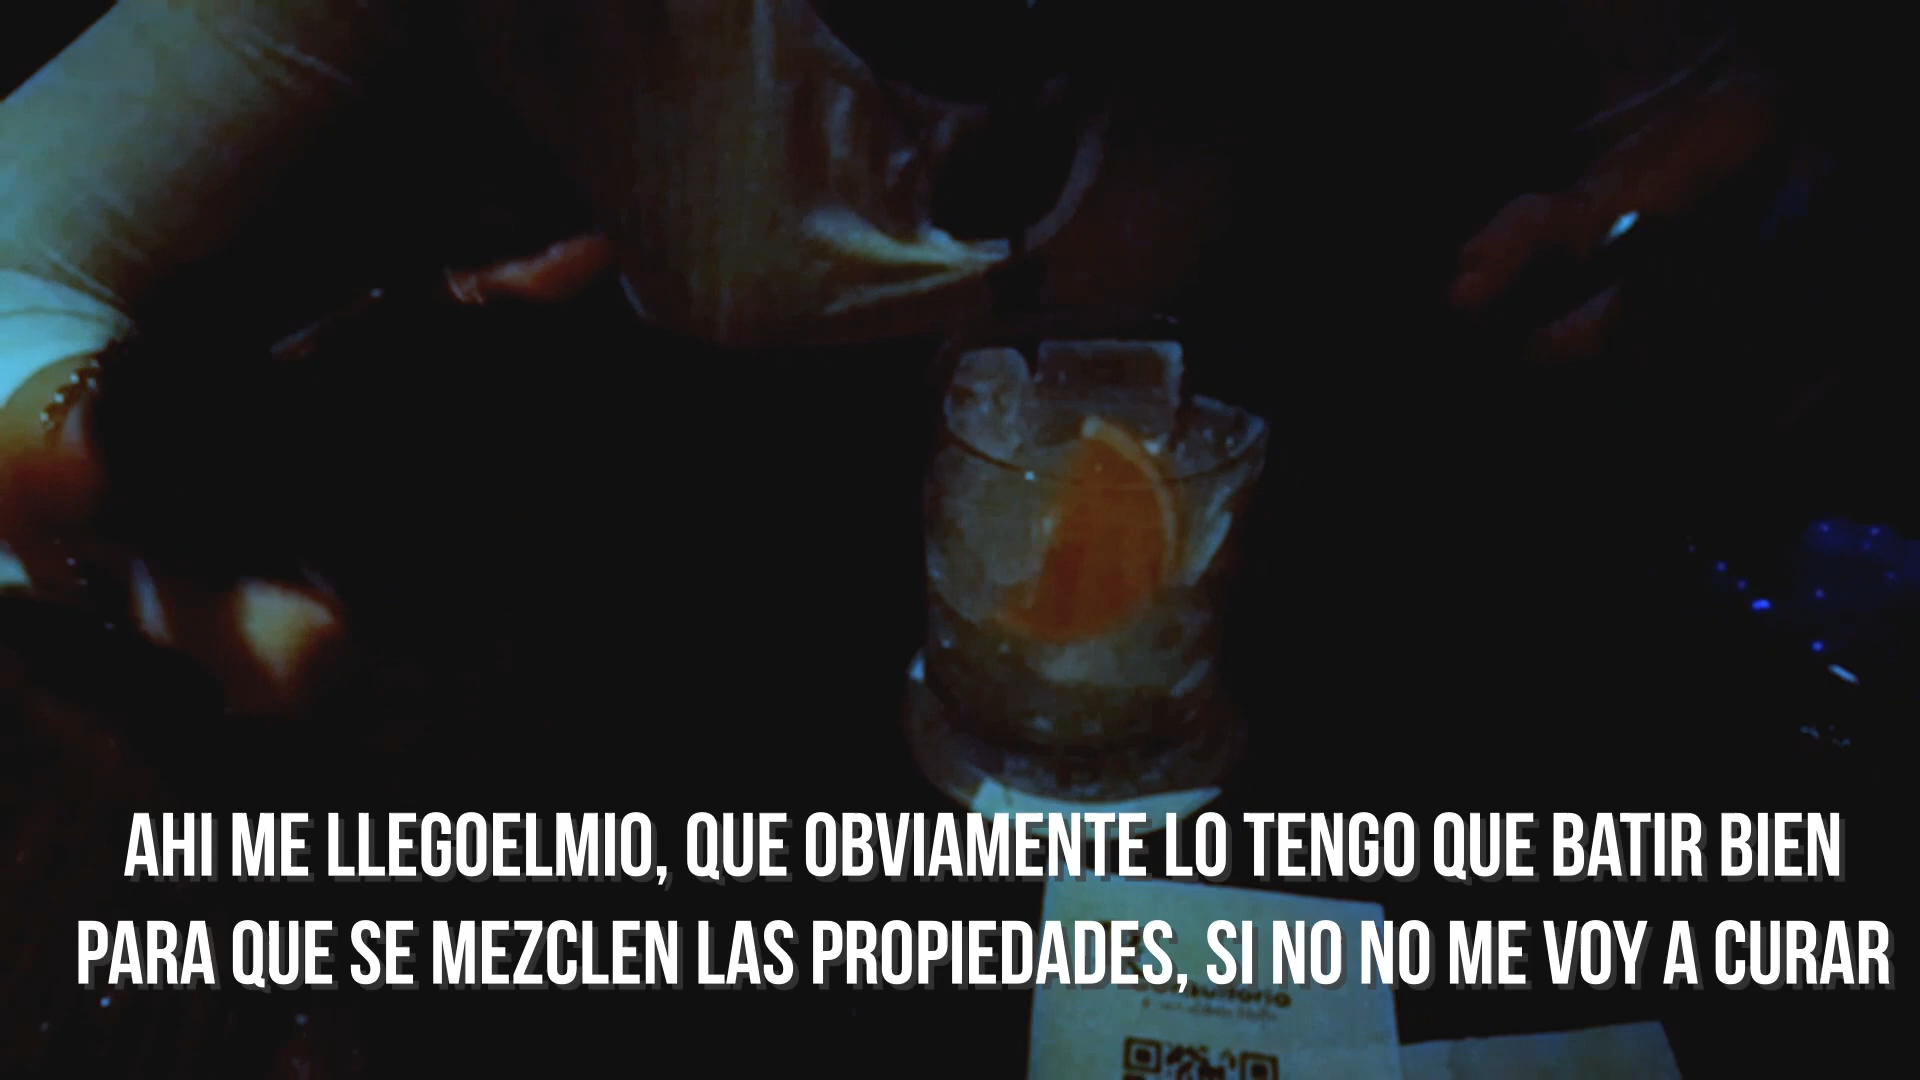 AHI ME LLEGOELMIO, QUE OBVIAMENTE LO TENGO QUE BATIR BIEN
PARA QUE SE MEZCLEN LAS PROPIEDADES, SI NO NO ME VOY A CURAR